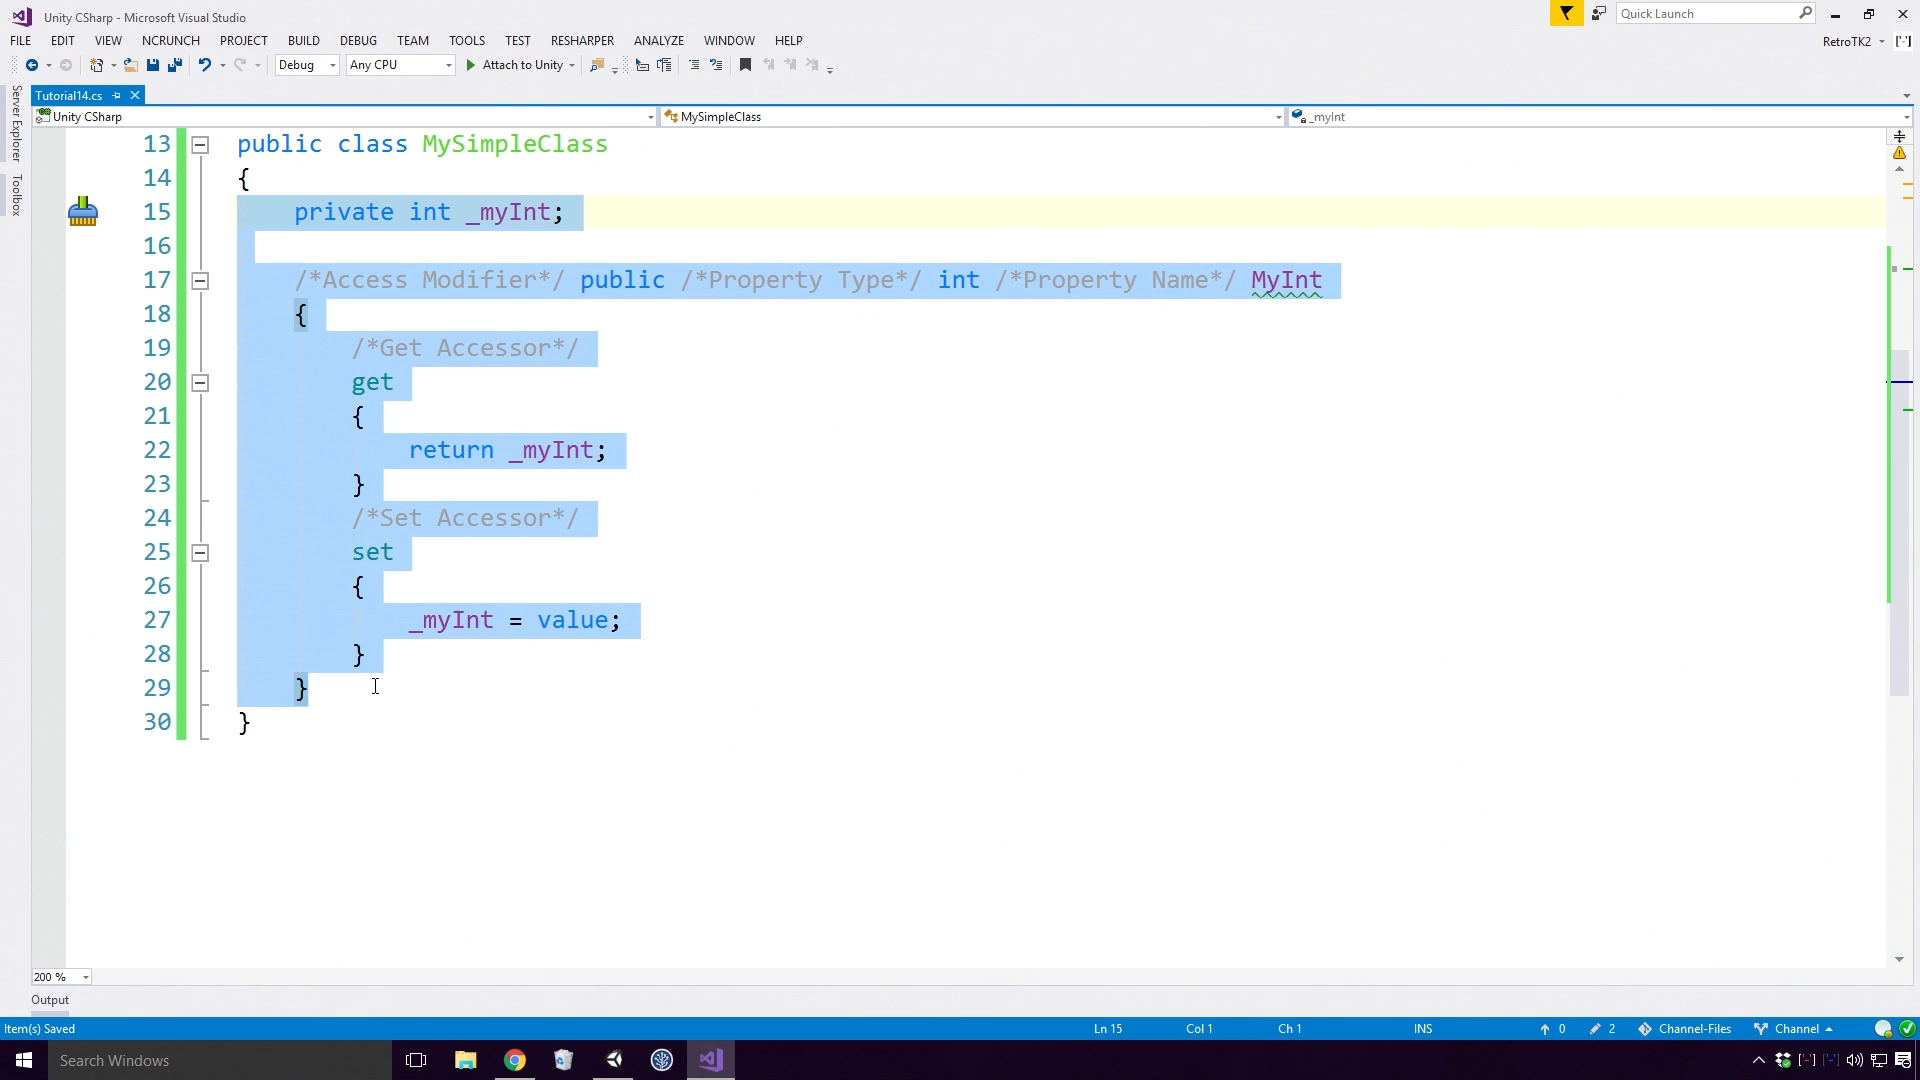 Unity CSharp - Microsoft Visual Studio
Quick Launch
FILE EDIT VIEW NCRUNCH PROJECT BUILD DEBUG TEAM TOOLS TEST RESHARPER ANALYZE WINDOW HELP
RetroTK2
Debug Any CPU Attach to Unity
Server Explorer
Toolbox
Tutorial14.cs
Unity CSharp MySimpleClass _myInt
13 public class MySimpleClass
14 {
15 private int _myInt;
16
17 /*Access Modifier*/ public /*Property Type*/ int /*Property Name*/ MyInt
18 {
19 /*Get Accessor*/
20 get
21 {
22 return _myInt;
23 }
24 /*Set Accessor*/
25 set
26 {
27 _myInt = value;
28 }
29 }
30 }
200 %
Output
Item(s) Saved Ln 15 Col 1 Ch 1 INS 0 2 Channel-Files Channel
Search Windows